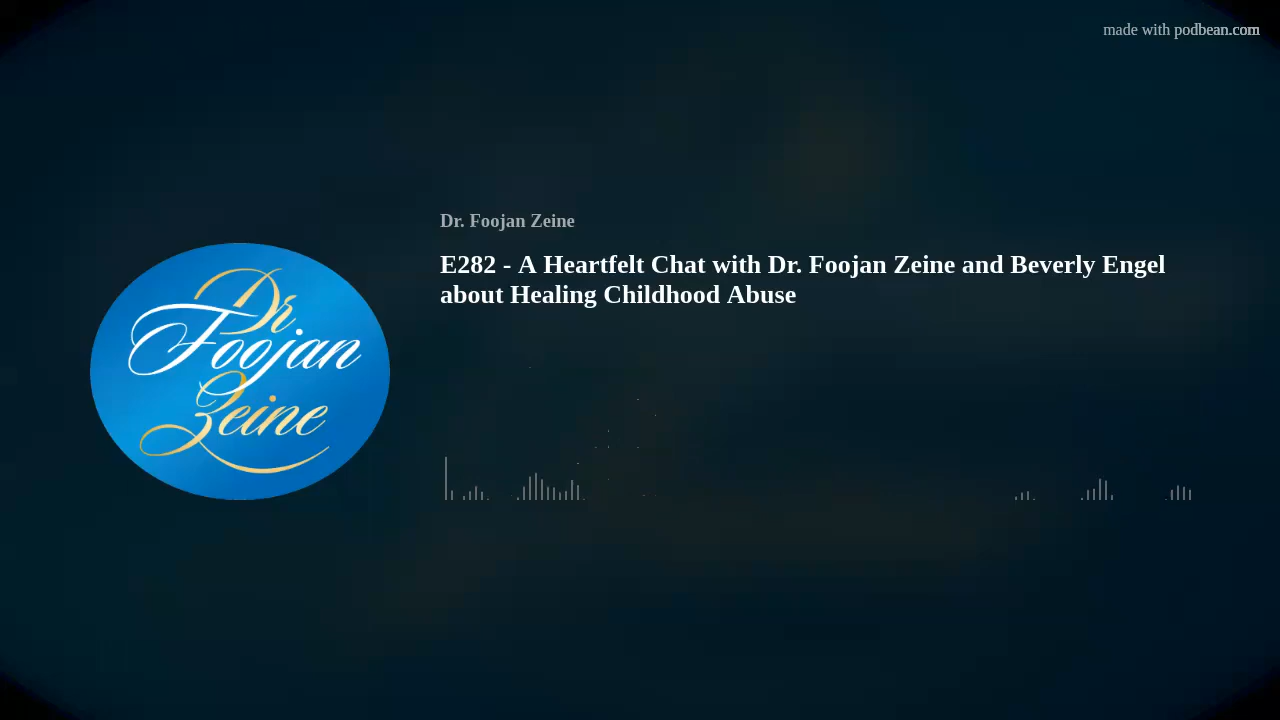 made with podbean.com
Dr. Foojan Zeine
E282 - A Heartfelt Chat with Dr. Foojan Zeine and Beverly Engel
about Healing Childhood Abuse
Dr
Foojan
Zeine